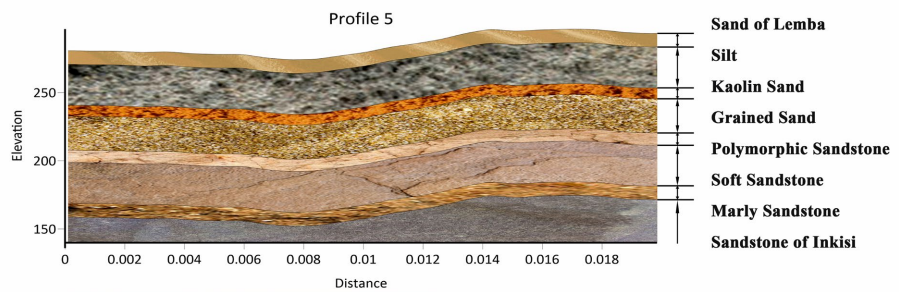 Profile 5
Sand of Lemba
Silt
Kaolin Sand
Grained Sand
Polymorphic Sandstone
Soft Sandstone
Marly Sandstone
Sandstone of Inkisi
Elevation
250
200
150
0 0.002 0.004 0.006 0.008 0.01 0.012 0.014 0.016 0.018
Distance